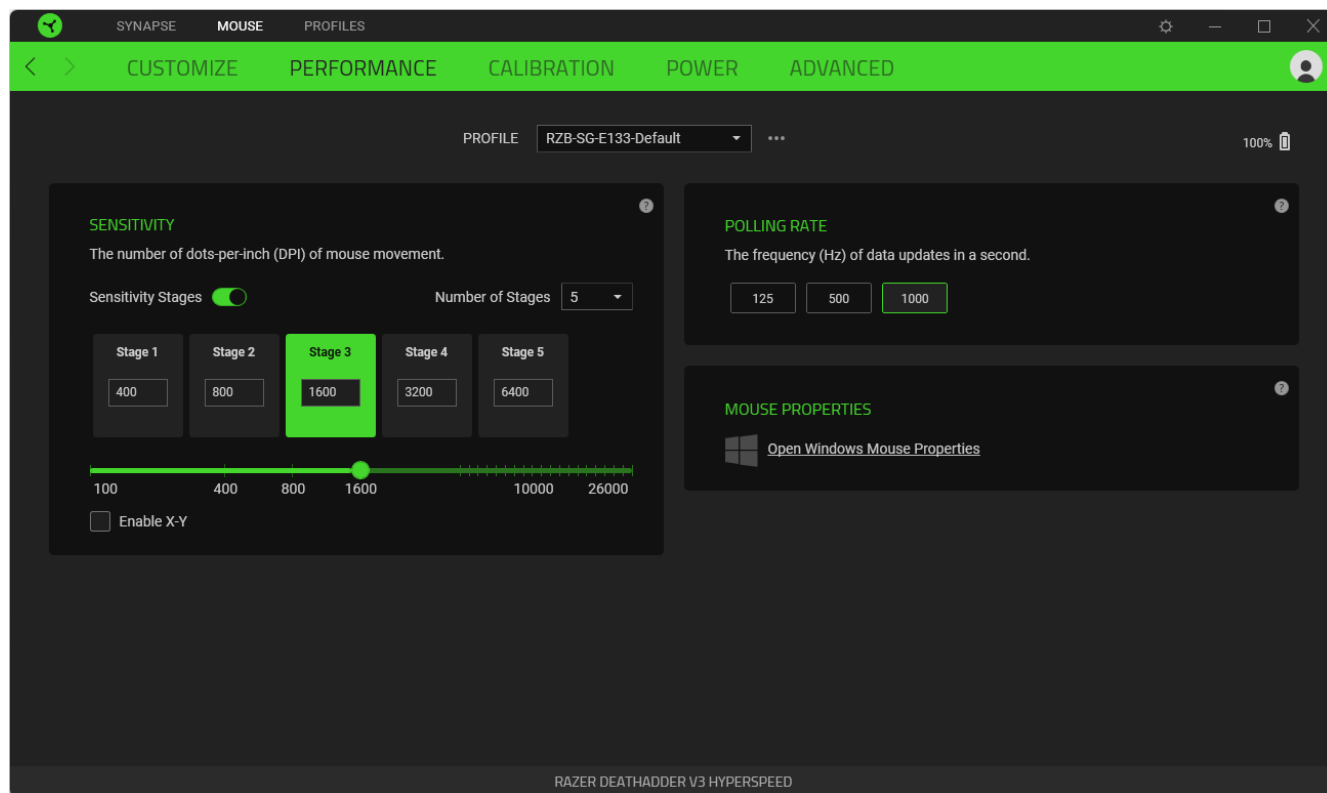 SYNAPSE MOUSE PROFILES
CUSTOMIZE PERFORMANCE CALIBRATION POWER ADVANCED
PROFILE RZB-SG-E133-Default
100%
SENSITIVITY
The number of dots-per-inch (DPI) of mouse movement.
Sensitivity Stages Number of Stages 5
Stage 1 Stage 2 Stage 3 Stage 4 Stage 5
400 800 1600 3200 6400
100 400 800 1600 10000 26000
Enable X-Y
POLLING RATE
The frequency (Hz) of data updates in a second.
125 500 1000
MOUSE PROPERTIES
Open Windows Mouse Properties
RAZER DEATHADDER V3 HYPERSPEED